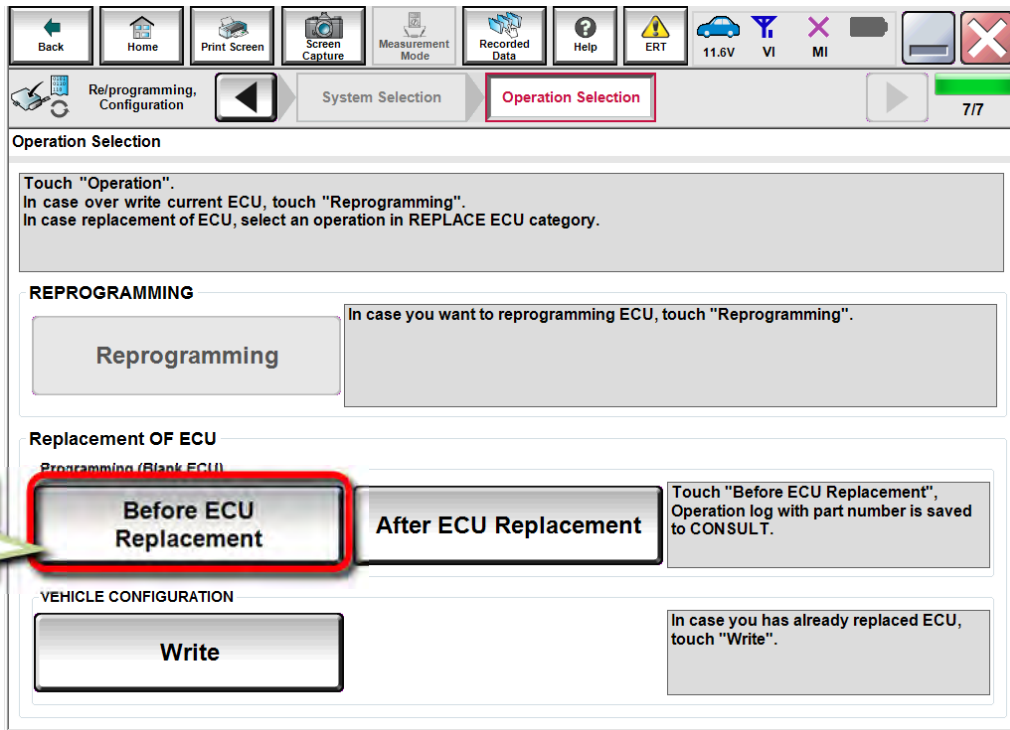 Back
Home
Print Screen
Screen
Capture
Measurement
Mode
Recorded
Data
Help
ERT
11.6V
VI
MI
Re/programming,
Configuration
System Selection
Operation Selection
7/7
Operation Selection
Touch "Operation".
In case over write current ECU, touch "Reprogramming".
In case replacement of ECU, select an operation in REPLACE ECU category.
REPROGRAMMING
Reprogramming
In case you want to reprogramming ECU, touch "Reprogramming".
Replacement OF ECU
Programming (Blank ECU)
Before ECU
Replacement
After ECU Replacement
Touch "Before ECU Replacement",
Operation log with part number is saved
to CONSULT.
VEHICLE CONFIGURATION
Write
In case you has already replaced ECU,
touch "Write".